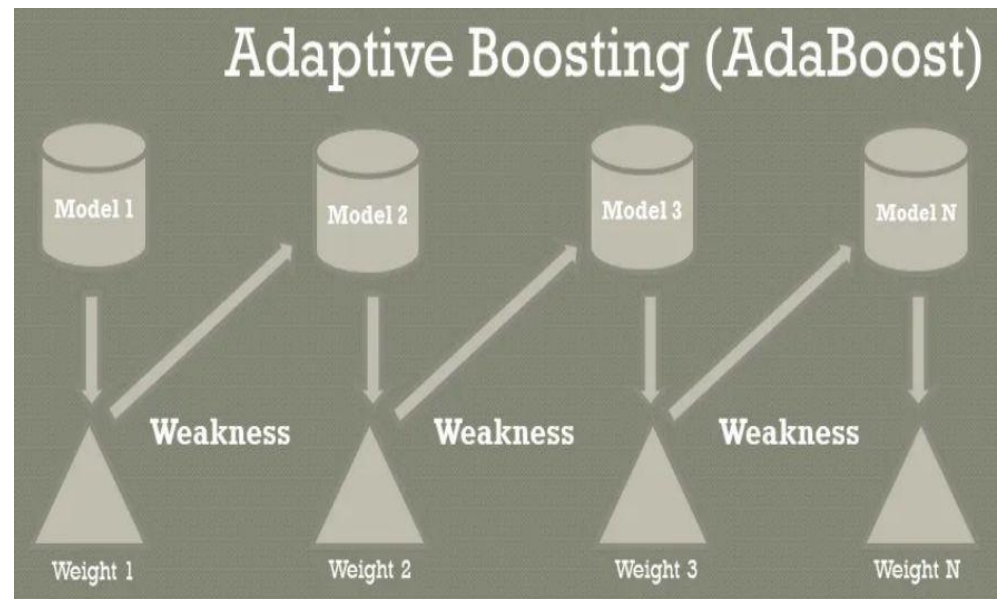 Adaptive Boosting (AdaBoost)
Model 1
Model 2
Model 3
Model N
Weakness
Weakness
Weakness
Weight 1
Weight 2
Weight 3
Weight N